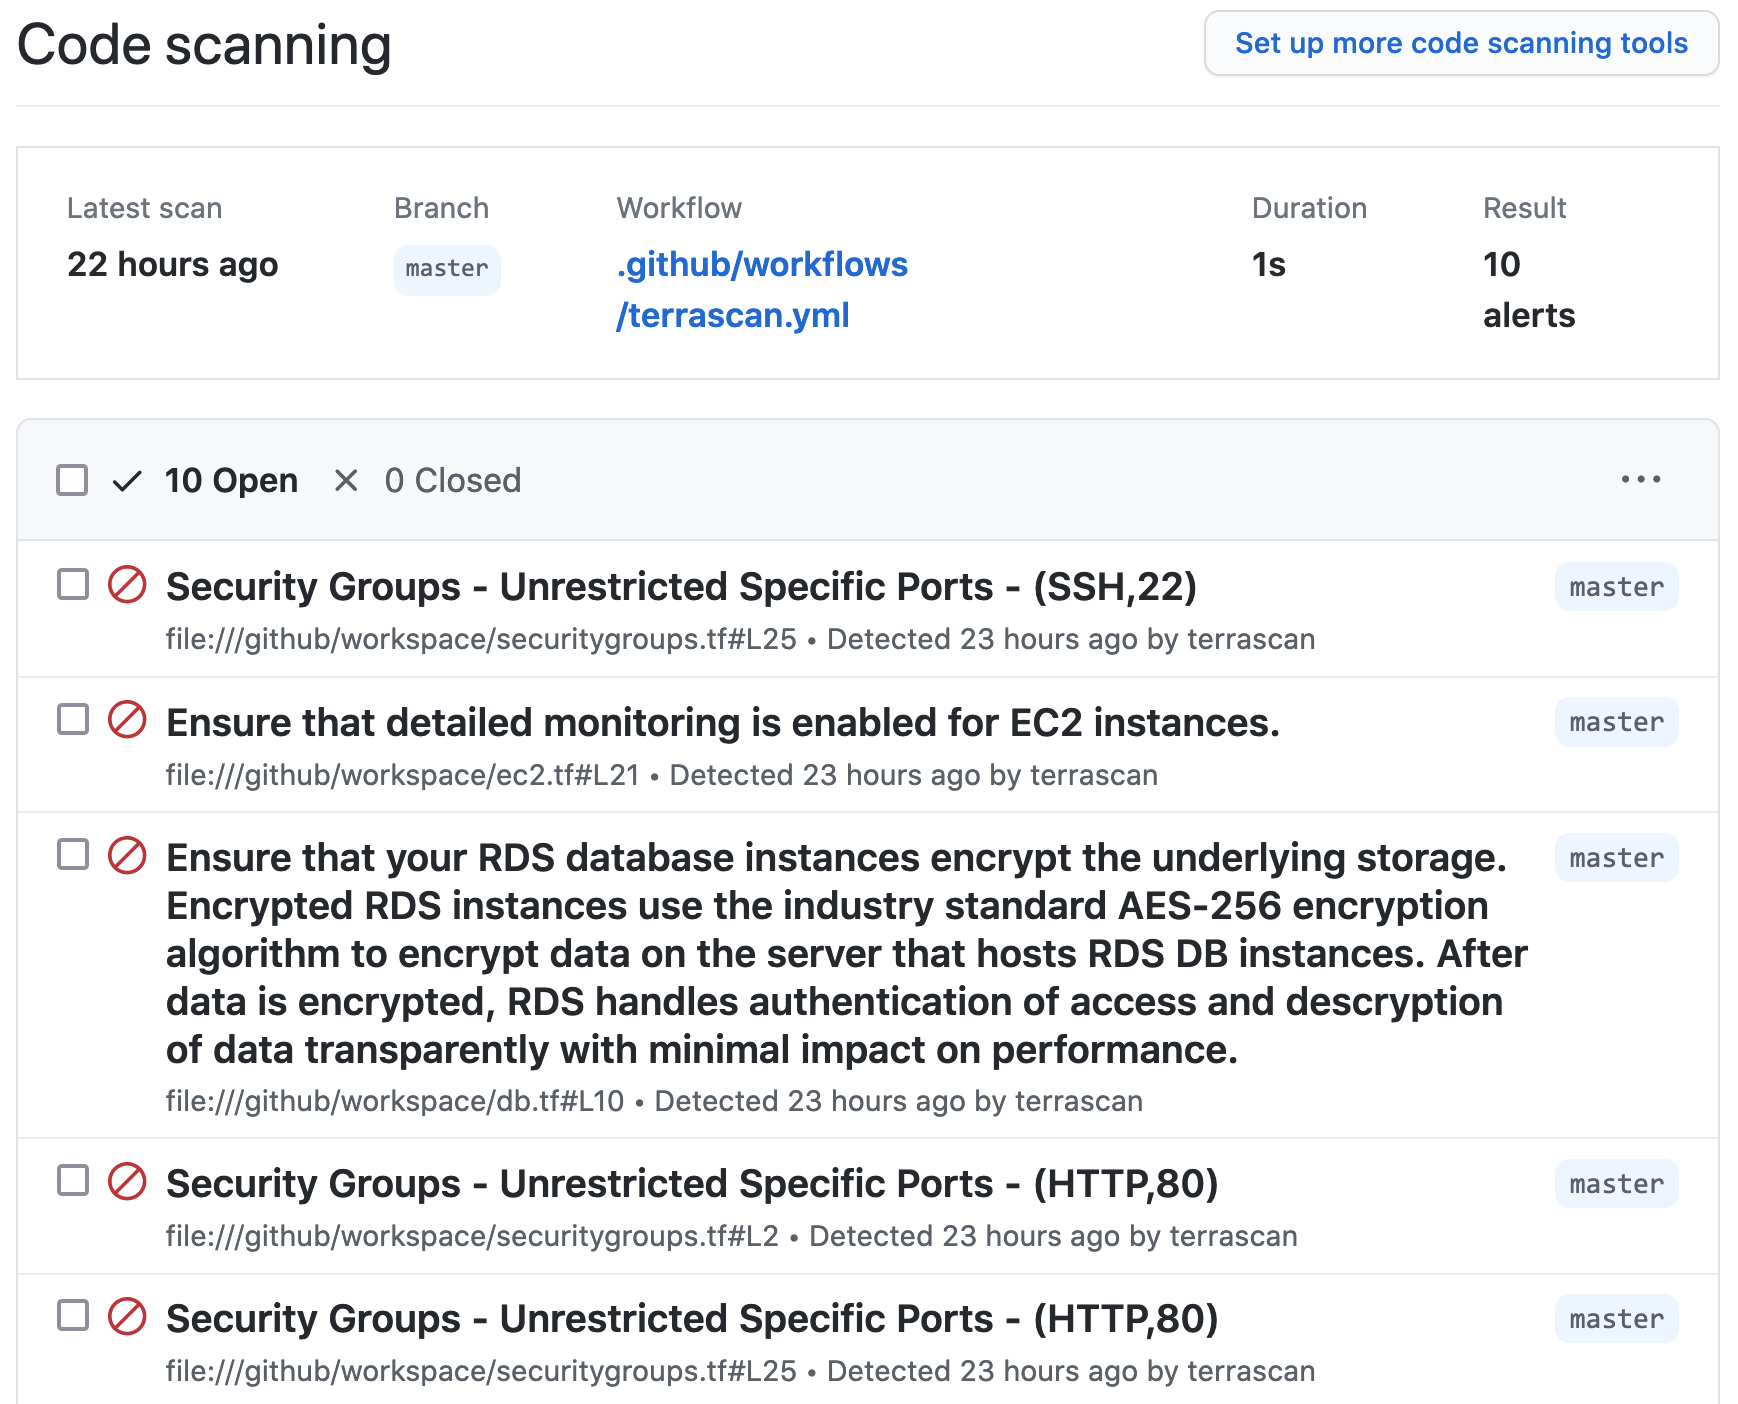 Code scanning
Set up more code scanning tools
Latest scan
22 hours ago
Branch
master
Workflow
.github/workflows
/terrascan.yml
Duration
1s
Result
10
alerts
10 Open 0 Closed
Security Groups - Unrestricted Specific Ports - (SSH,22)
master
file:///github/workspace/securitygroups.tf#L25 • Detected 23 hours ago by terrascan
Ensure that detailed monitoring is enabled for EC2 instances.
master
file:///github/workspace/ec2.tf#L21 • Detected 23 hours ago by terrascan
Ensure that your RDS database instances encrypt the underlying storage.
master
Encrypted RDS instances use the industry standard AES-256 encryption
algorithm to encrypt data on the server that hosts RDS DB instances. After
data is encrypted, RDS handles authentication of access and descryption
of data transparently with minimal impact on performance.
file:///github/workspace/db.tf#L10 • Detected 23 hours ago by terrascan
Security Groups - Unrestricted Specific Ports - (HTTP,80)
master
file:///github/workspace/securitygroups.tf#L2 • Detected 23 hours ago by terrascan
Security Groups - Unrestricted Specific Ports - (HTTP,80)
master
file:///github/workspace/securitygroups.tf#L25 • Detected 23 hours ago by terrascan